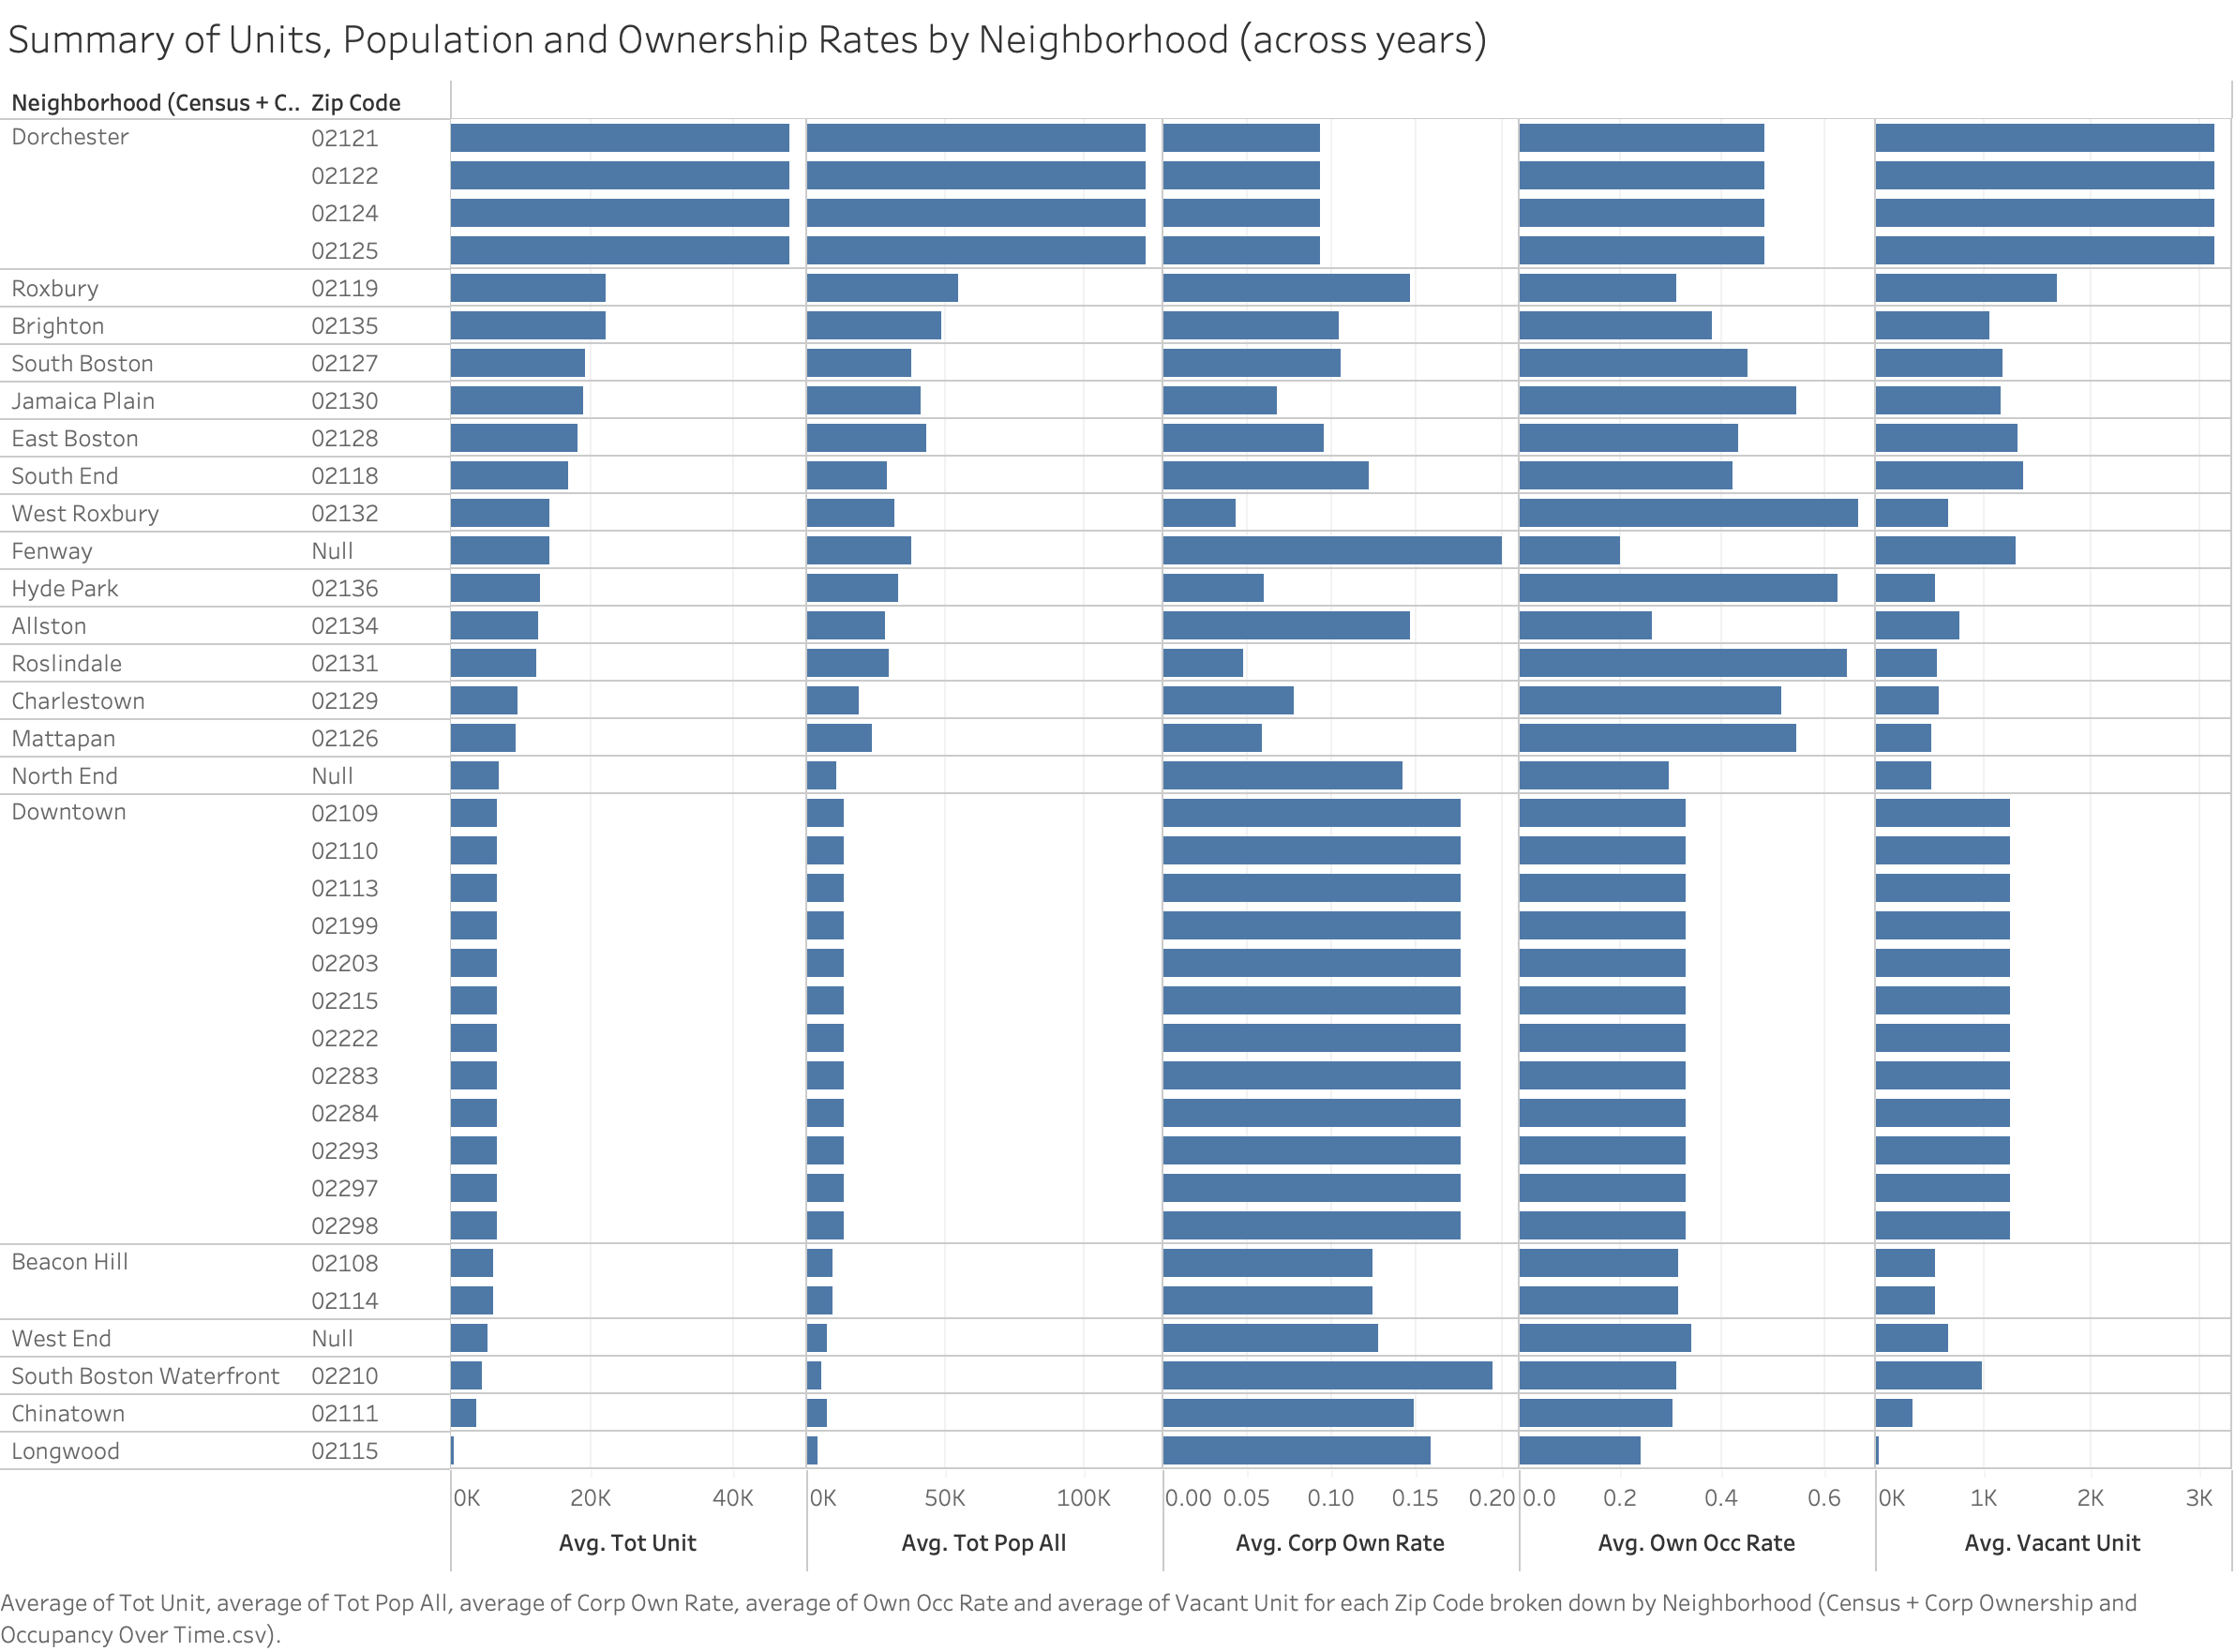 Summary of Units, Population and Ownership Rates by Neighborhood (across years)
Neighborhood (Census + C.. Zip Code
Dorchester 02121
02122
02124
02125
Roxbury 02119
Brighton 02135
South Boston 02127
Jamaica Plain 02130
East Boston 02128
South End 02118
West Roxbury 02132
Fenway Null
Hyde Park 02136
Allston 02134
Roslindale 02131
Charlestown 02129
Mattapan 02126
North End Null
Downtown 02109
02110
02113
02199
02203
02215
02222
02283
02284
02293
02297
02298
Beacon Hill 02108
02114
West End Null
South Boston Waterfront 02210
Chinatown 02111
Longwood 02115
0K 20K 40K 0K 50K 100K 0.00 0.05 0.10 0.15 0.20 0.0 0.2 0.4 0.6 0K 1K 2K 3K
Avg. Tot Unit Avg. Tot Pop All Avg. Corp Own Rate Avg. Own Occ Rate Avg. Vacant Unit
Average of Tot Unit, average of Tot Pop All, average of Corp Own Rate, average of Own Occ Rate and average of Vacant Unit for each Zip Code broken down by Neighborhood (Census + Corp Ownership and
Occupancy Over Time.csv).